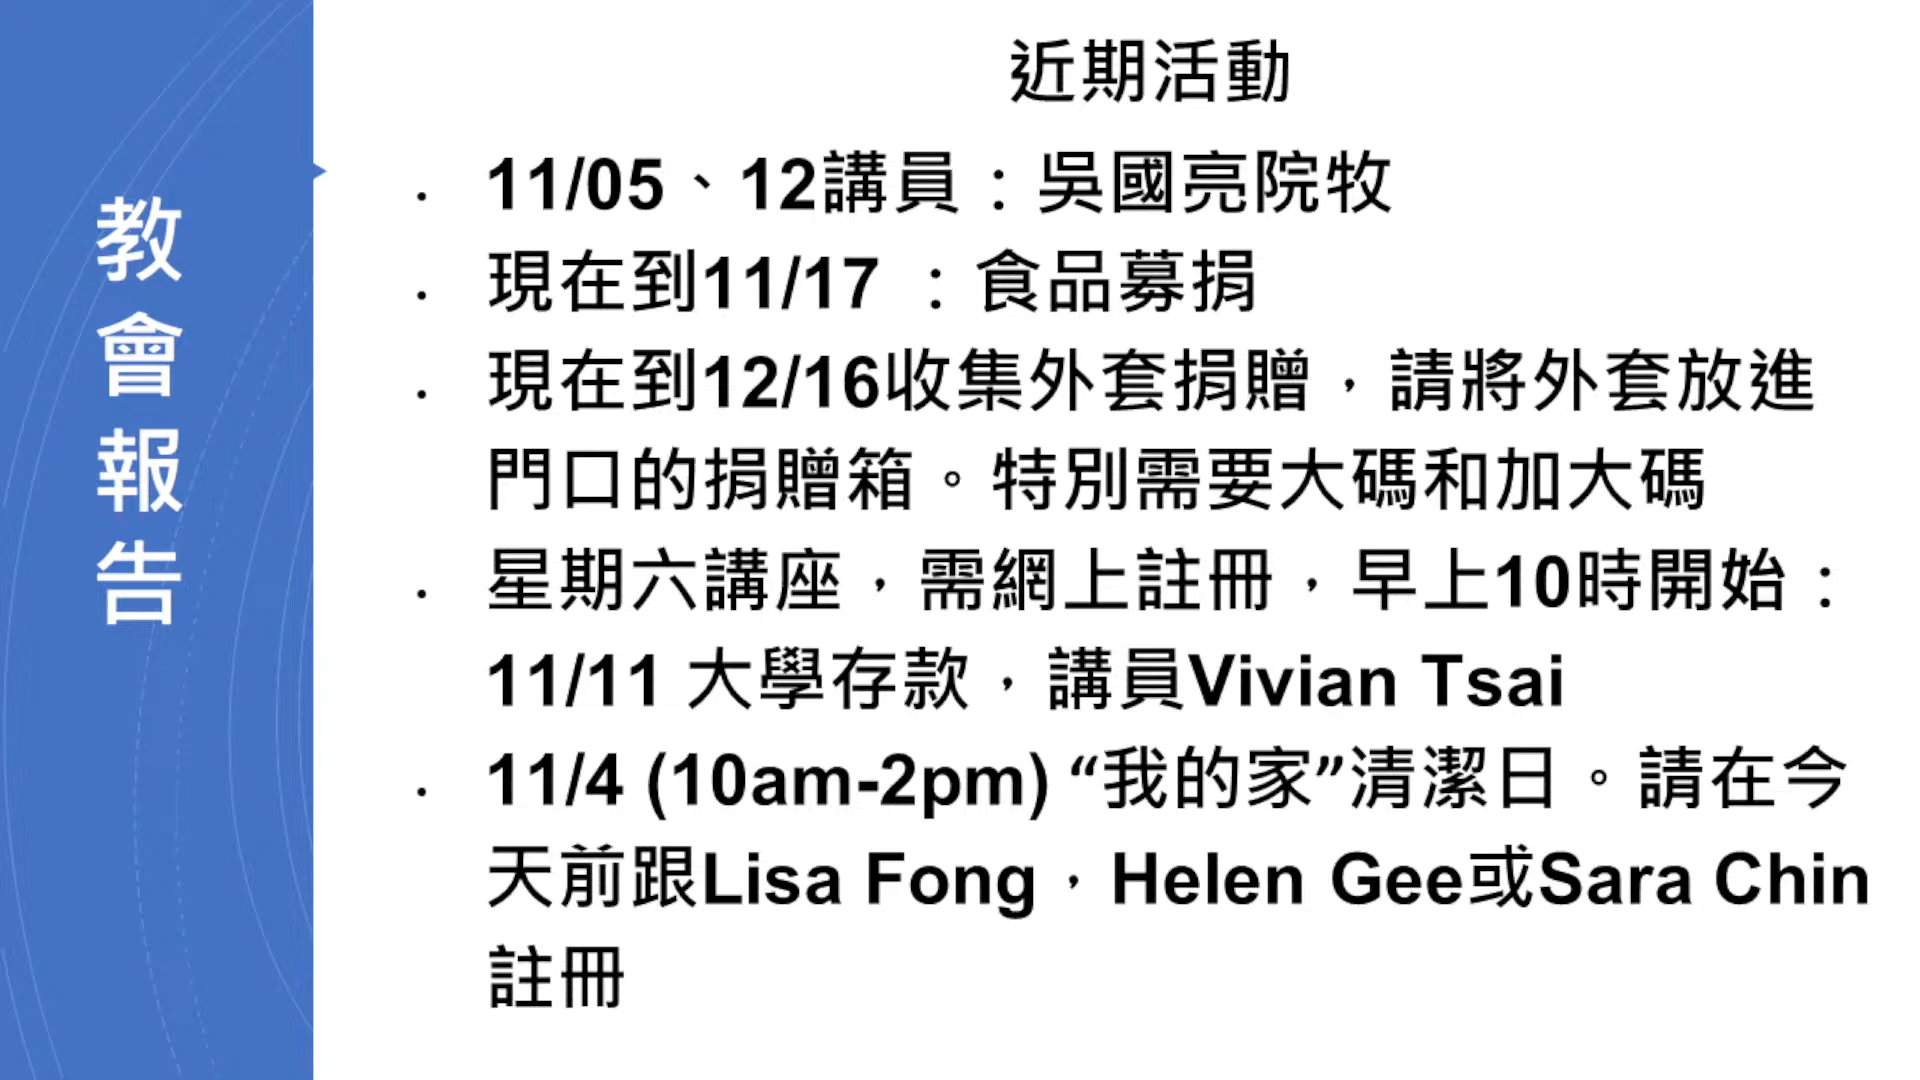 教會報告
近期活動
. 11/05、12講員：吳國亮院牧
. 現在到11/17 ：食品募捐
. 現在到12/16收集外套捐贈，請將外套放進
門口的捐贈箱。特別需要大碼和加大碼
. 星期六講座，需網上註冊，早上10時開始：
11/11 大學存款，講員Vivian Tsai
. 11/4 (10am-2pm) “我的家”清潔日。請在今
天前跟Lisa Fong，Helen Gee或Sara Chin
註冊